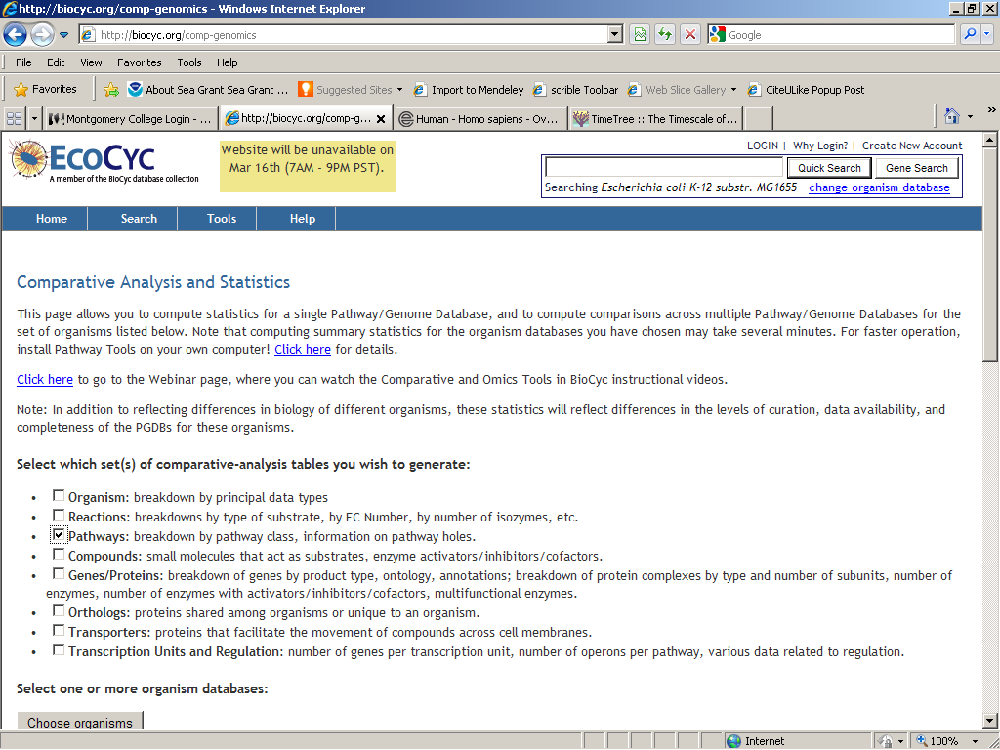 http://biocyc.org/comp-genomics - Windows Internet Explorer
http://biocyc.org/comp-genomics
Google
File Edit View Favorites Tools Help
Favorites About Sea Grant Sea Grant ... Suggested Sites Import to Mendeley scrible Toolbar Web Slice Gallery CiteULike Popup Post
Montgomery College Login - ... http://biocyc.org/comp-g... Human - Homo sapiens - Ov... TimeTree :: The Timescale of... »
EcoCyc
A member of the BioCyc database collection
Website will be unavailable on
Mar 16th (7AM - 9PM PST).
LOGIN | Why Login? | Create New Account
Quick Search Gene Search
Searching Escherichia coli K-12 substr. MG1655 change organism database
Home Search Tools Help
Comparative Analysis and Statistics
This page allows you to compute statistics for a single Pathway/Genome Database, and to compute comparisons across multiple Pathway/Genome Databases for the
set of organisms listed below. Note that computing summary statistics for the organism databases you have chosen may take several minutes. For faster operation,
install Pathway Tools on your own computer! Click here for details.
Click here to go to the Webinar page, where you can watch the Comparative and Omics Tools in BioCyc instructional videos.
Note: In addition to reflecting differences in biology of different organisms, these statistics will reflect differences in the levels of curation, data availability, and
completeness of the PGDBs for these organisms.
Select which set(s) of comparative-analysis tables you wish to generate:
• Organism: breakdown by principal data types
• Reactions: breakdowns by type of substrate, by EC Number, by number of isozymes, etc.
• Pathways: breakdown by pathway class, information on pathway holes.
• Compounds: small molecules that act as substrates, enzyme activators/inhibitors/cofactors.
• Genes/Proteins: breakdown of genes by product type, ontology, annotations; breakdown of protein complexes by type and number of subunits, number of
enzymes, number of enzymes with activators/inhibitors/cofactors, multifunctional enzymes.
• Orthologs: proteins shared among organisms or unique to an organism.
• Transporters: proteins that facilitate the movement of compounds across cell membranes.
• Transcription Units and Regulation: number of genes per transcription unit, number of operons per pathway, various data related to regulation.
Select one or more organism databases:
Choose organisms
Internet 100%